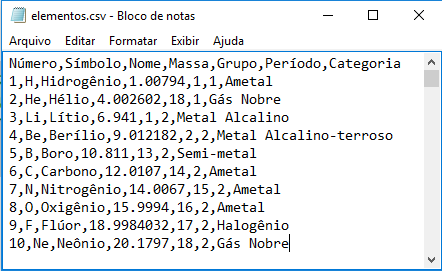 elementos.csv - Bloco de notas
Arquivo Editar Formatar Exibir Ajuda
Número,Símbolo,Nome,Massa,Grupo,Período,Categoria
1,H,Hidrogênio,1.00794,1,1,Ametal
2,He,Hélio,4.002602,18,1,Gás Nobre
3,Li,Lítio,6.941,1,2,Metal Alcalino
4,Be,Berílio,9.012182,2,2,Metal Alcalino-terroso
5,B,Boro,10.811,13,2,Semi-metal
6,C,Carbono,12.0107,14,2,Ametal
7,N,Nitrogênio,14.0067,15,2,Ametal
8,O,Oxigênio,15.9994,16,2,Ametal
9,F,Flúor,18.9984032,17,2,Halogênio
10,Ne,Neônio,20.1797,18,2,Gás Nobre